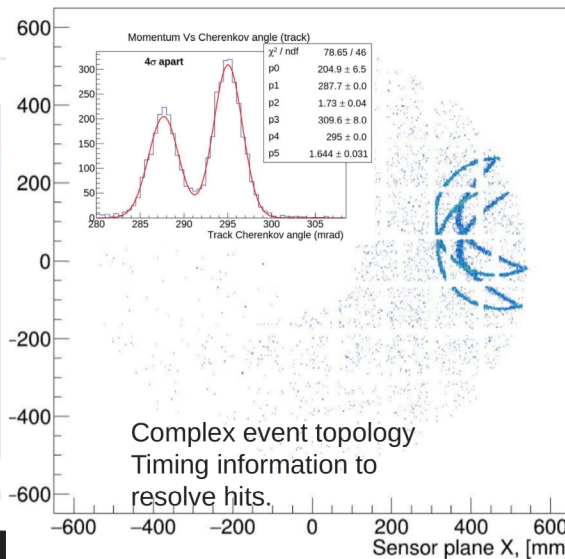 Momentum Vs Cherenkov angle (track)
4σ apart
χ² / ndf 78.65 / 46
p0 204.9 ± 6.5
p1 287.7 ± 0.0
p2 1.73 ± 0.04
p3 309.6 ± 8.0
p4 295 ± 0.0
p5 1.644 ± 0.031
300
250
200
150
100
50
0
280 285 290 295 300 305
Track Cherenkov angle (mrad)
600
400
200
0
−200
−400
−600
Complex event topology
Timing information to
resolve hits.
−600 −400 −200 0 200 400 600
Sensor plane X, [mm